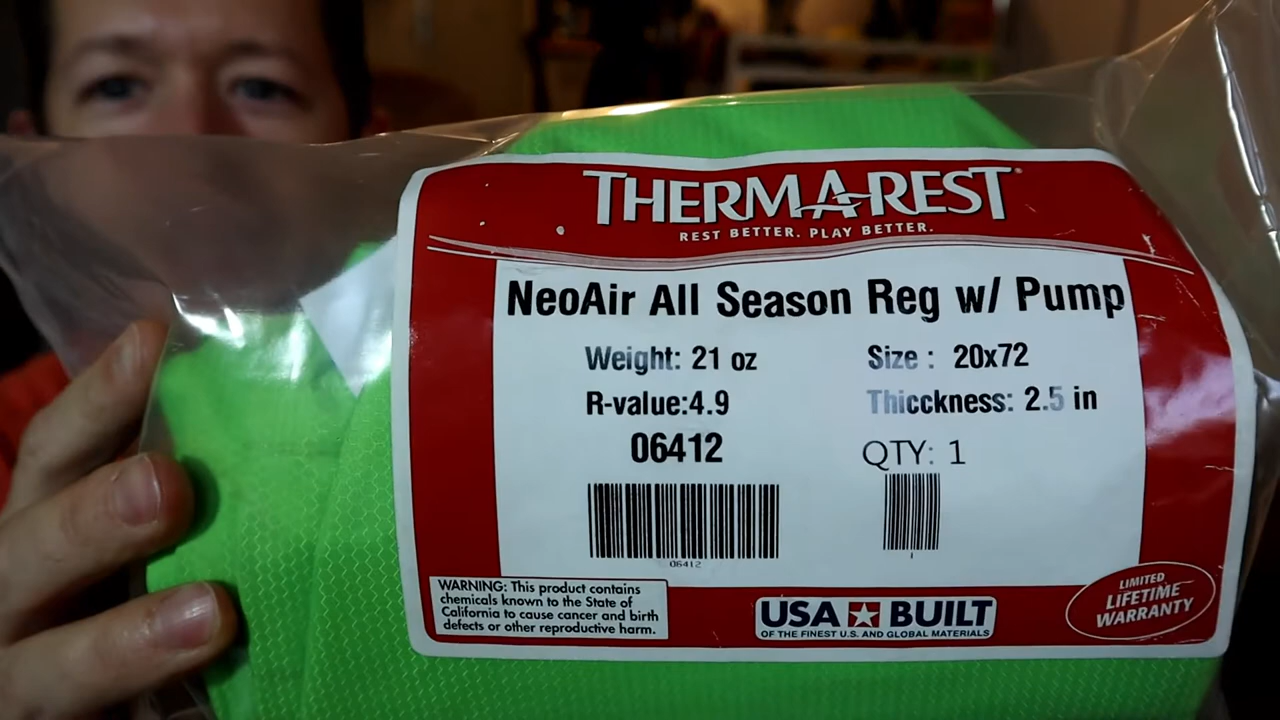 THERMAREST®
REST BETTER. PLAY BETTER.
NeoAir All Season Reg w/ Pump
Weight: 21 oz
Size : 20x72
R-value:4.9
Thicckness: 2.5 in
06412
QTY: 1
06412
1
WARNING: This product contains
chemicals known to the State of
California to cause cancer and birth
defects or other reproductive harm.
USA BUILT
OF THE FINEST U.S. AND GLOBAL MATERIALS
LIMITED
LIFETIME
WARRANTY